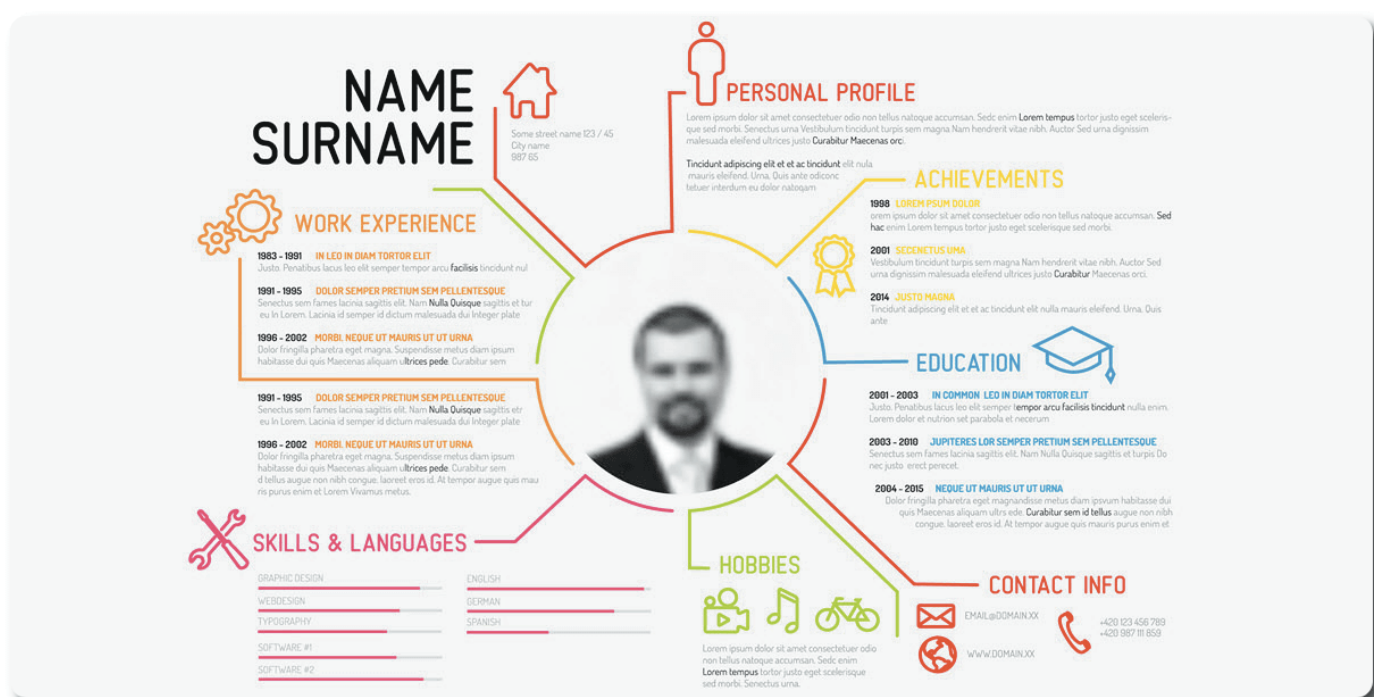 NAME
SURNAME
Some street name 123 / 45
City name
987 65
PERSONAL PROFILE
Lorem ipsum dolor sit amet consectetuer odio non tellus natoque accumsan. Sedc enim Lorem tempus tortor justo eget sceleris-
que sed morbi. Senectus urna Vestibulum tincidunt turpis sem magna Nam hendrerit vitae nibh. Auctor Sed urna dignissim
malesuada eleifend ultrices justo Curabitur Maecenas orci.
Tincidunt adipiscing elit et et ac tincidunt elit nulla
mauris eleifend. Urna, Quis ante odiconc
tetuer interdum eu dolor natoqam
ACHIEVEMENTS
1998 LOREM PSUM DOLOR
orem ipsum dolor sit amet consectetuer odio non tellus natoque accumsan. Sed
hac enim Lorem tempus tortor justo eget scelerisque sed morbi.
2001 SECENETUS UMA
Vestibulum tincidunt turpis sem magna Nam hendrerit vitae nibh. Auctor Sed
urna dignissim malesuada eleifend ultrices justo Curabitur Maecenas orci.
2014 JUSTO MAGNA
Tincidunt adipiscing elit et et ac tincidunt elit nulla mauris eleifend. Urna, Quis
ante
WORK EXPERIENCE
1983 - 1991 IN LEO IN DIAM TORTOR ELIT
Justo. Penatibus lacus leo elit semper tempor arcu facilisis tincidunt nul
1991 - 1995 DOLOR SEMPER PRETIUM SEM PELLENTESQUE
Senectus sem fames lacinia sagittis elit. Nam Nulla Quisque sagittis et tur
eu In Lorem. Lacinia id semper id dictum malesuada dui Integer plate
1996 - 2002 MORBI. NEQUE UT MAURIS UT UT URNA
Dolor fringilla pharetra eget magna. Suspendisse metus diam ipsum
habitasse dui quis Maecenas aliquam ultrices pede. Curabitur sem
1991 - 1995 DOLOR SEMPER PRETIUM SEM PELLENTESQUE
Senectus sem fames lacinia sagittis elit. Nam Nulla Quisque sagittis etr
eu In Lorem. Lacinia id semper id dictum malesuada dui Integer plate
1996 - 2002 MORBI. NEQUE UT MAURIS UT UT URNA
Dolor fringilla pharetra eget magna. Suspendisse metus diam ipsum
habitasse dui quis Maecenas aliquam ultrices pede. Curabitur sem
d tellus augue non nibh congue, laoreet eros id. At tempor augue quis mau
ris purus enim et Lorem Vivamus metus.
EDUCATION
2001 - 2003 IN COMMON LEO IN DIAM TORTOR ELIT
Justo. Penatibus lacus leo elit semper tempor arcu facilisis tincidunt nulla enim.
Lorem dolor et nutrion set parabola et necerum
2003 - 2010 JUPITERES LOR SEMPER PRETIUM SEM PELLENTESQUE
Senectus sem fames lacinia sagittis elit. Nam Nulla Quisque sagittis et turpis Do
nec justo erect perecet.
2004 - 2015 NEQUE UT MAURIS UT UT URNA
Dolor fringilla pharetra eget magnandisse metus diam ipsvum habitasse dui
quis Maecenas aliquam ultrs ede. Curabitur sem id tellus augue non nibh
congue, laoreet eros id. At tempor augue quis mauris purus enim et
SKILLS & LANGUAGES
GRAPHIC DESIGN
WEBDESIGN
TYPOGRAPHY
SOFTWARE #1
SOFTWARE #2
ENGLISH
GERMAN
SPANISH
HOBBIES
Lorem ipsum dolor sit amet consectetuer odio
non tellus natoque accumsan. Sedc enim
Lorem tempus tortor justo eget scelerisque
sed morbi. Senectus urna.
CONTACT INFO
EMAIL@DOMAIN.XX
WWW.DOMAIN.XX
+420 123 456 789
+420 987 111 859